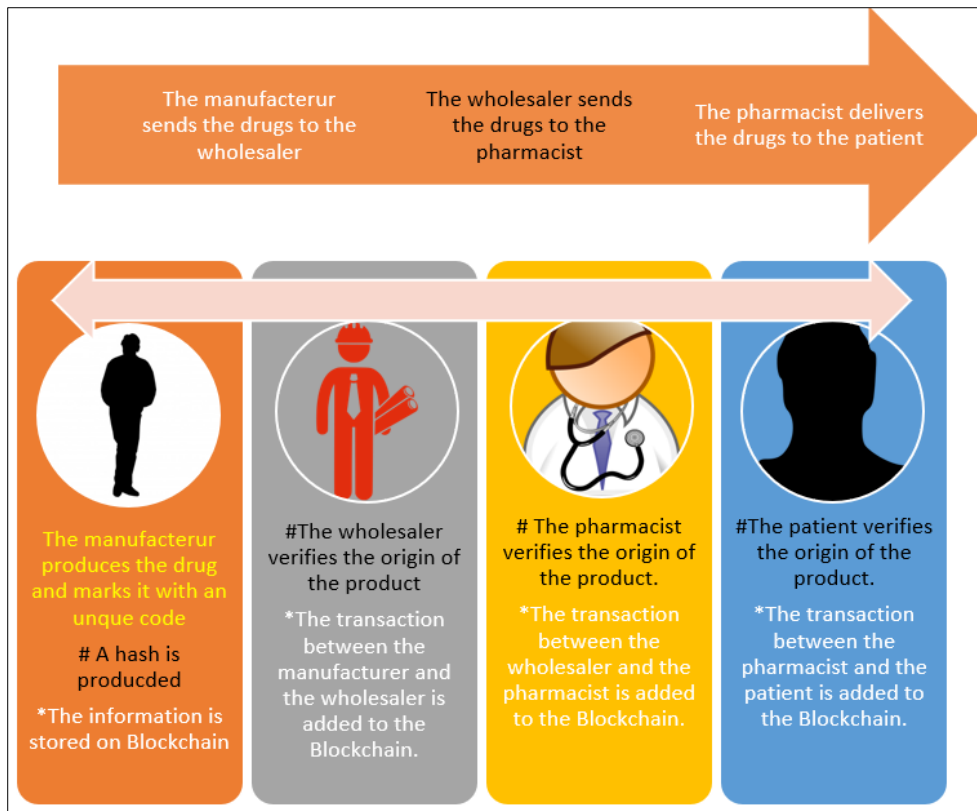 The manufacterur
sends the drugs to the
wholesaler
The wholesaler sends
the drugs to the
pharmacist
The pharmacist delivers
the drugs to the patient
The manufacterur
produces the drug
and marks it with an
unque code
# A hash is
producded
*The information is
stored on Blockchain
#The wholesaler
verifies the origin of
the product
*The transaction
between the
manufacturer and
the wholesaler is
added to the
Blockchain.
# The pharmacist
verifies the origin of
the product.
*The transaction
between the
wholesaler and the
pharmacist is added
to the Blockchain.
#The patient verifies
the origin of the
product.
*The transaction
between the
pharmacist and the
patient is added to
the Blockchain.